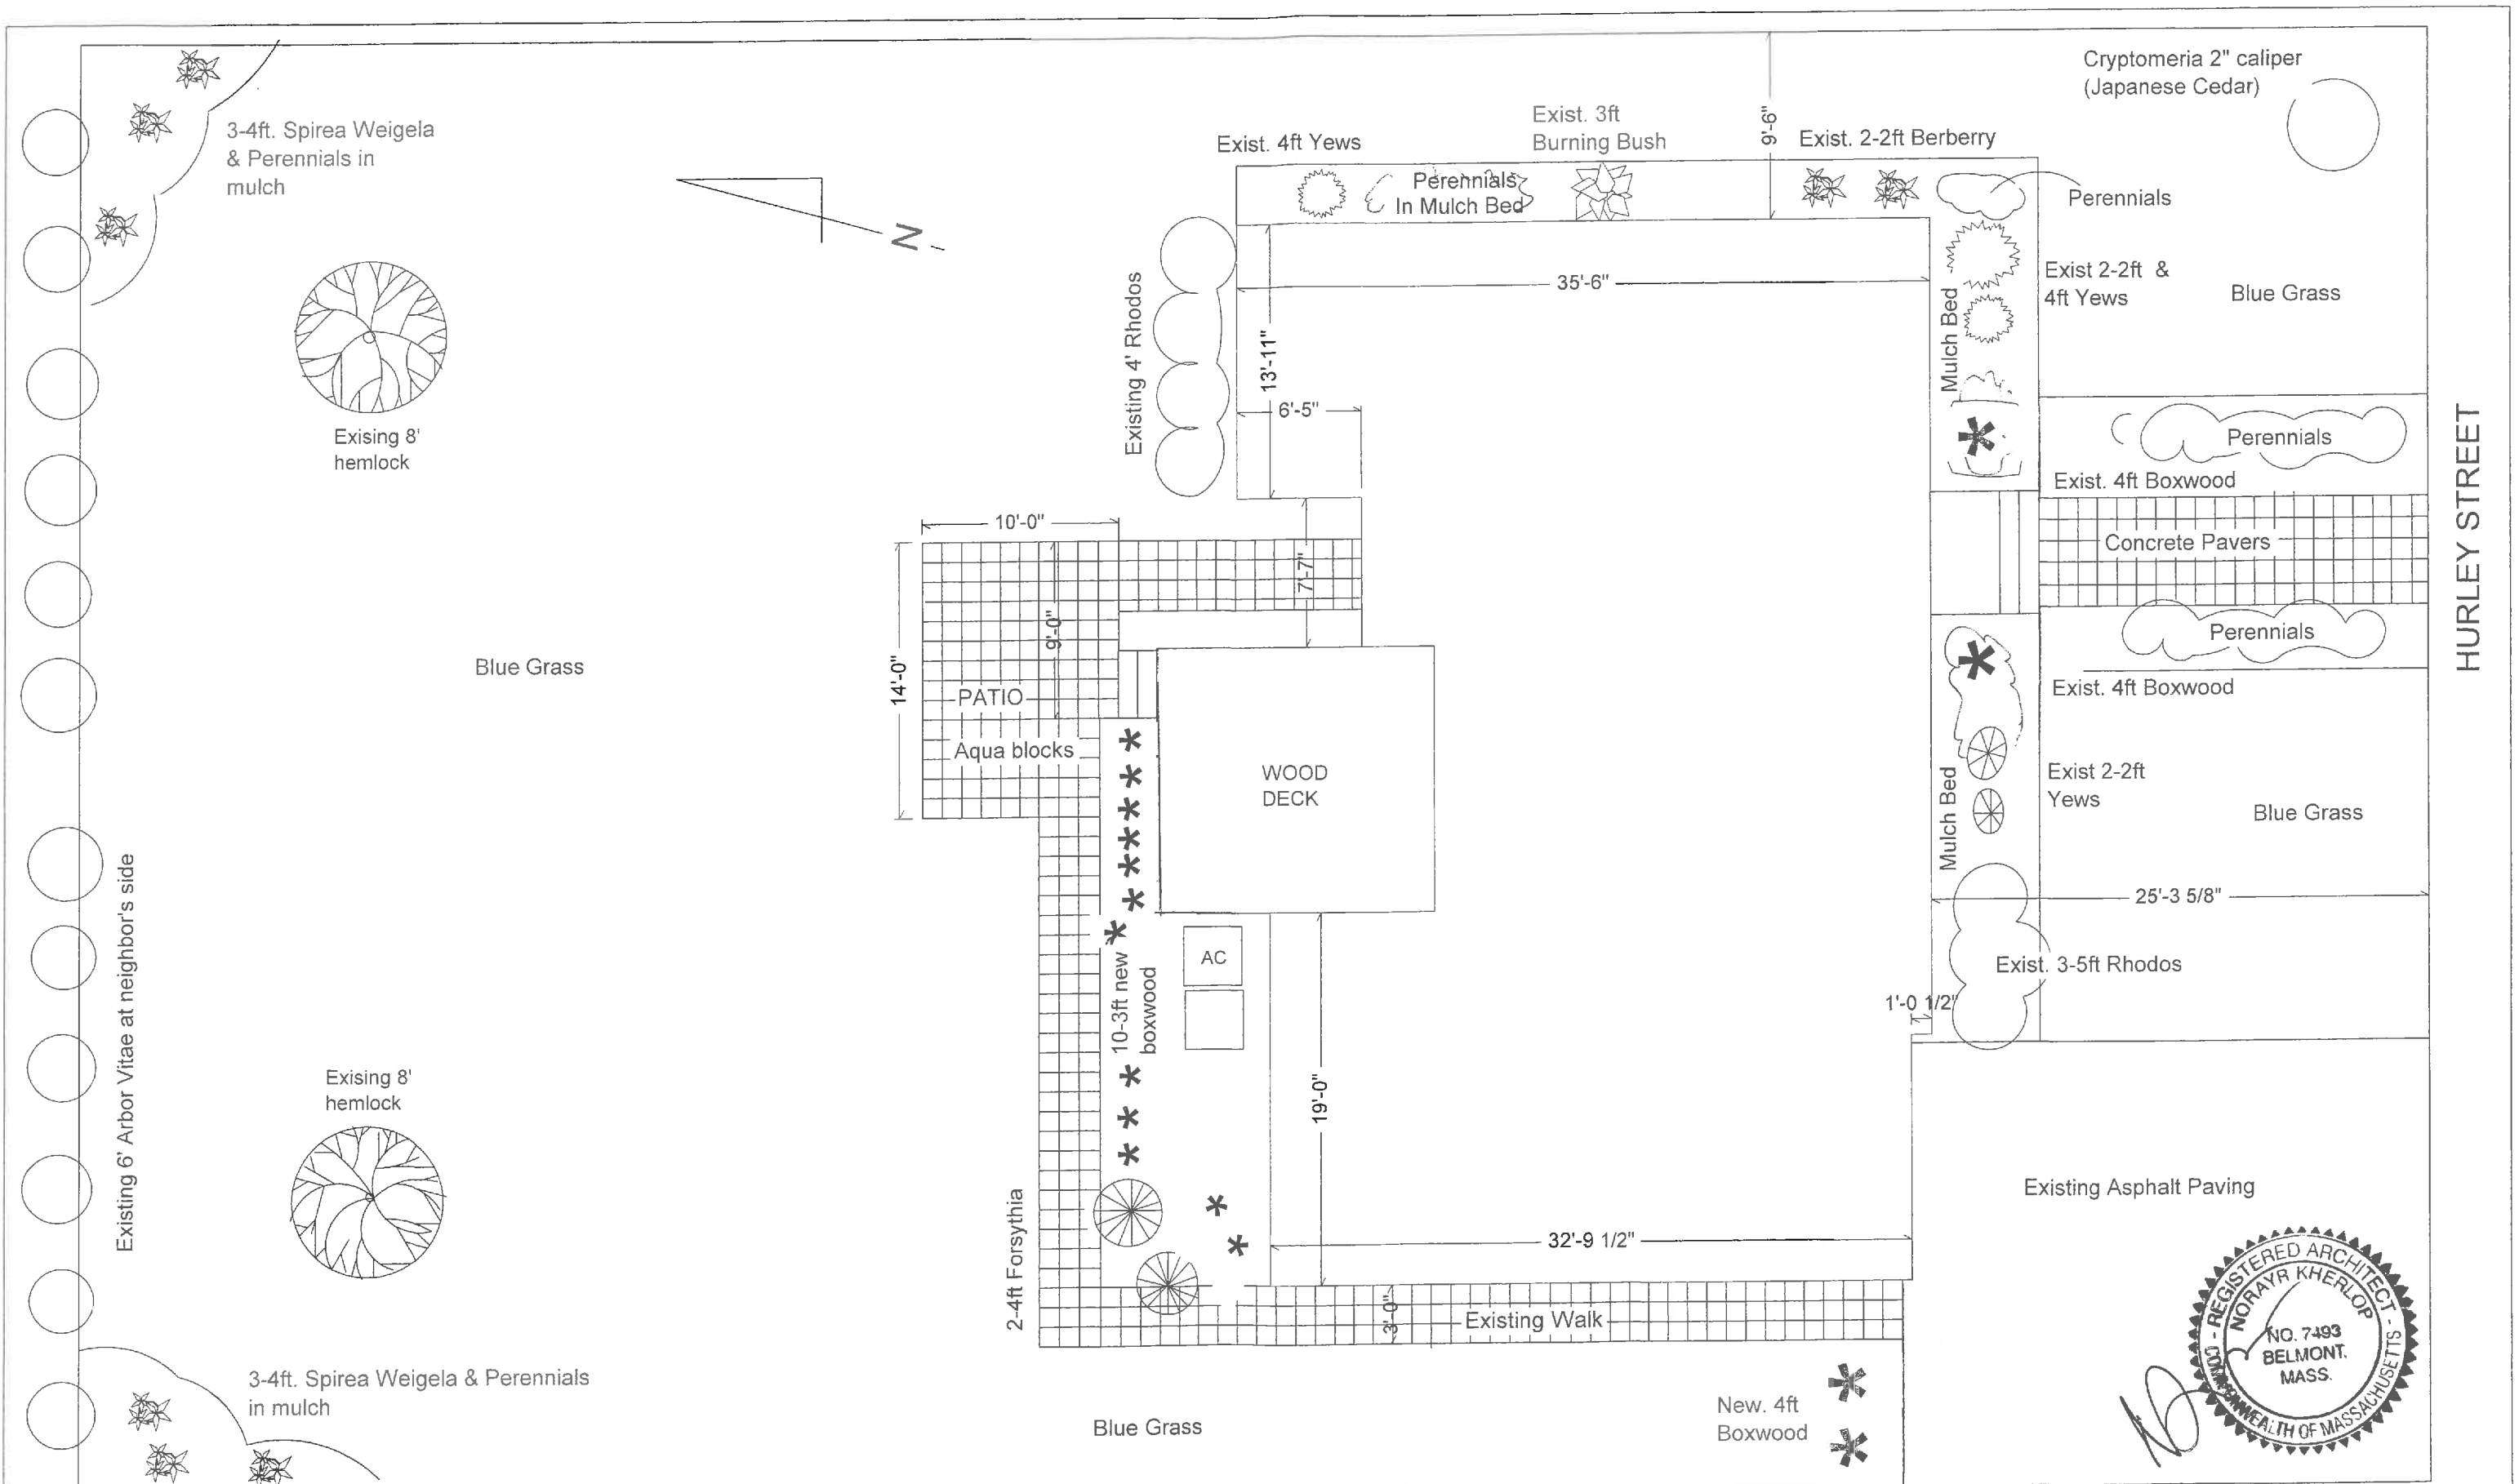 Cryptomeria 2" caliper
(Japanese Cedar)
3-4ft. Spirea Weigela
& Perennials in
mulch
Exist. 4ft Yews
Exist. 3ft
Burning Bush
9'-6"
Exist. 2-2ft Berberry
Perennials
In Mulch Bed
Perennials
N
Existing 4' Rhodos
35'-6"
13'-11"
6'-5"
Mulch Bed
Exist 2-2ft &
4ft Yews
Blue Grass
Exising 8'
hemlock
Perennials
Exist. 4ft Boxwood
Concrete Pavers
HURLEY STREET
10'-0"
7'-7"
9'-0"
14'-0"
PATIO
Aqua blocks
Blue Grass
WOOD
DECK
Perennials
Exist. 4ft Boxwood
Mulch Bed
Exist 2-2ft
Yews
Blue Grass
25'-3 5/8"
Exist. 3-5ft Rhodos
1'-0 1/2"
Existing 6' Arbor Vitae at neighbor's side
AC
10-3ft new
boxwood
19'-0"
Exising 8'
hemlock
2-4ft Forsythia
32'-9 1/2"
Existing Asphalt Paving
3'-0"
Existing Walk
3-4ft. Spirea Weigela & Perennials
in mulch
Blue Grass
New. 4ft
Boxwood
REGISTERED ARCHITECT
NORAYR KHERLOP
NO. 7493
BELMONT.
MASS.
COMMONWEALTH OF MASSACHUSETTS